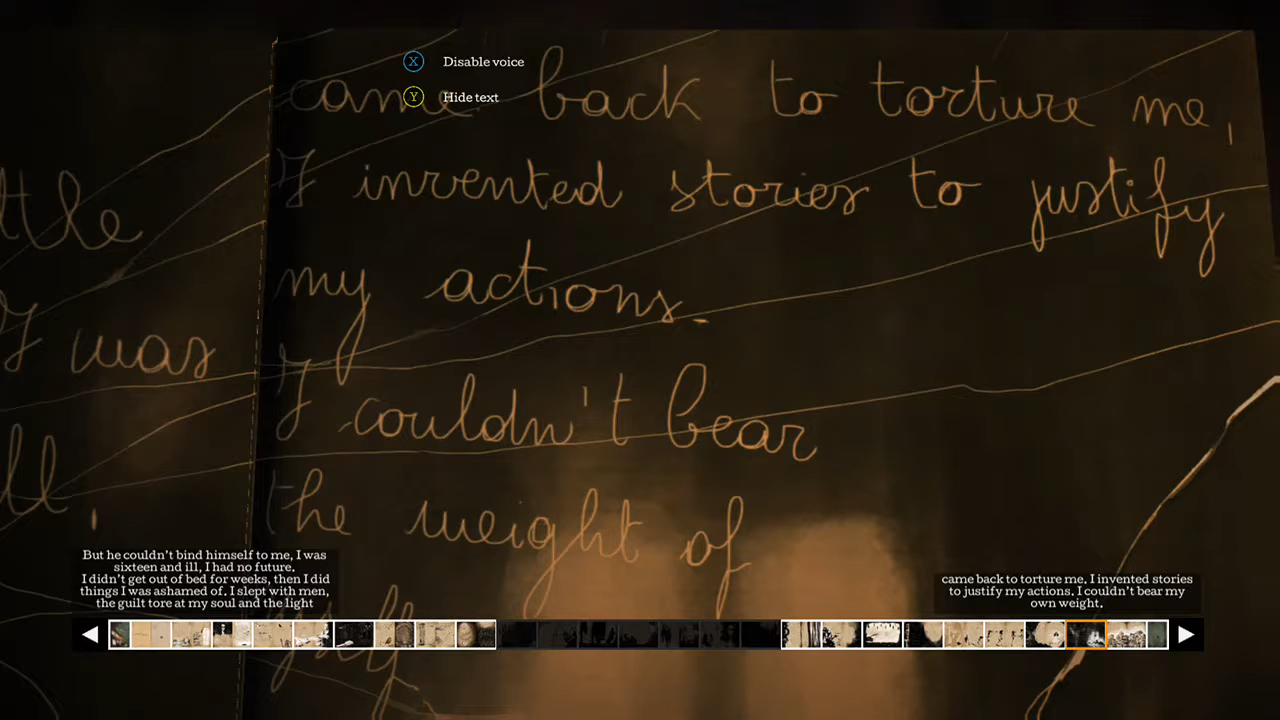 X Disable voice
Y Hide text
came back to torture me,
I invented stories to justify
my actions.
I couldn't bear
the weight of
I was
But he couldn't bind himself to me, I was
sixteen and ill, I had no future.
I didn't get out of bed for weeks, then I did
things I was ashamed of. I slept with men,
the guilt tore at my soul and the light
came back to torture me. I invented stories
to justify my actions. I couldn't bear my
own weight.